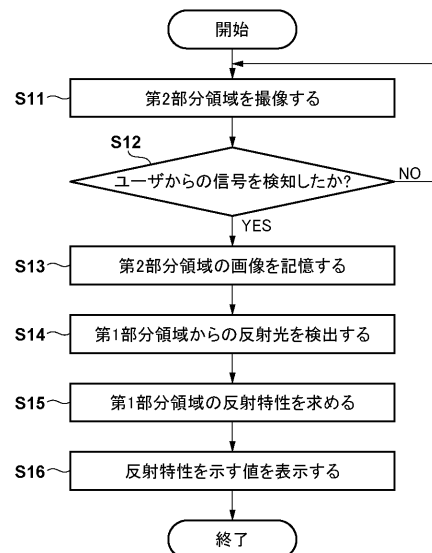 開始
S11
第2部分領域を撮像する
S12
ユーザからの信号を検知したか?
NO
YES
S13
第2部分領域の画像を記憶する
S14
第1部分領域からの反射光を検出する
S15
第1部分領域の反射特性を求める
S16
反射特性を示す値を表示する
終了